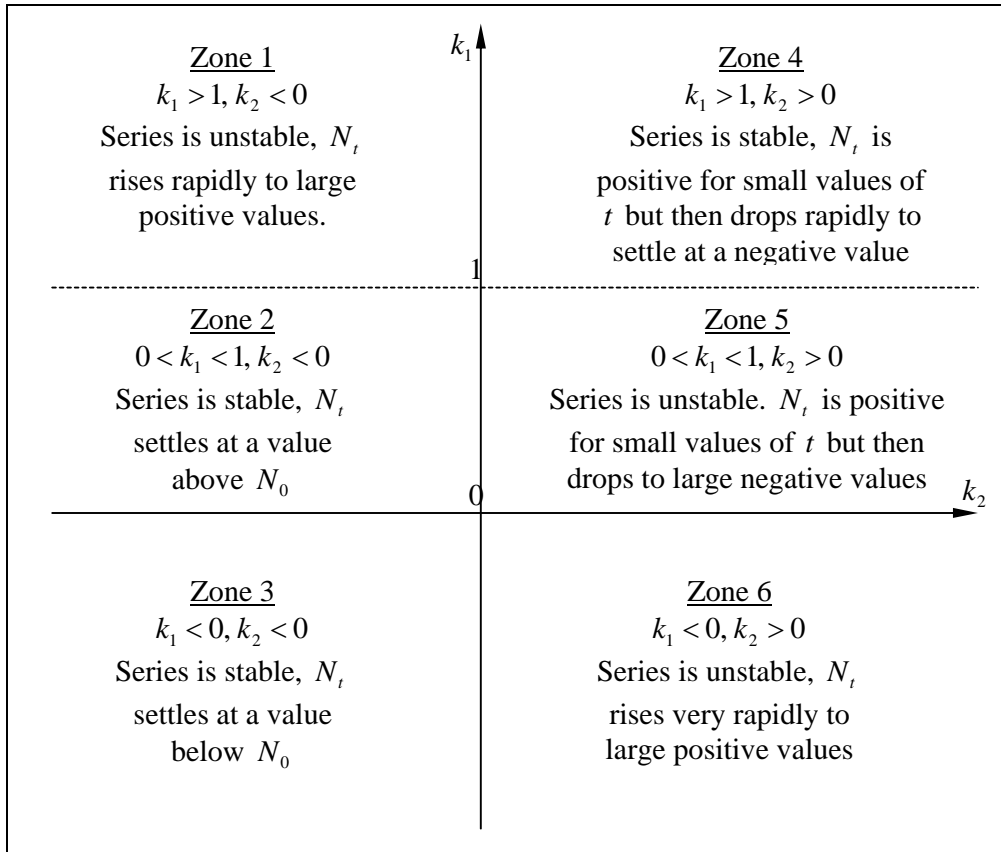 k₁
Zone 1
k₁ > 1, k₂ < 0
Series is unstable, Nₜ
rises rapidly to large
positive values.
Zone 4
k₁ > 1, k₂ > 0
Series is stable, Nₜ is
positive for small values of
t but then drops rapidly to
settle at a negative value
1
Zone 2
0 < k₁ < 1, k₂ < 0
Series is stable, Nₜ
settles at a value
above N₀
Zone 5
0 < k₁ < 1, k₂ > 0
Series is unstable. Nₜ is positive
for small values of t but then
drops to large negative values
0
k₂
Zone 3
k₁ < 0, k₂ < 0
Series is stable, Nₜ
settles at a value
below N₀
Zone 6
k₁ < 0, k₂ > 0
Series is unstable, Nₜ
rises very rapidly to
large positive values